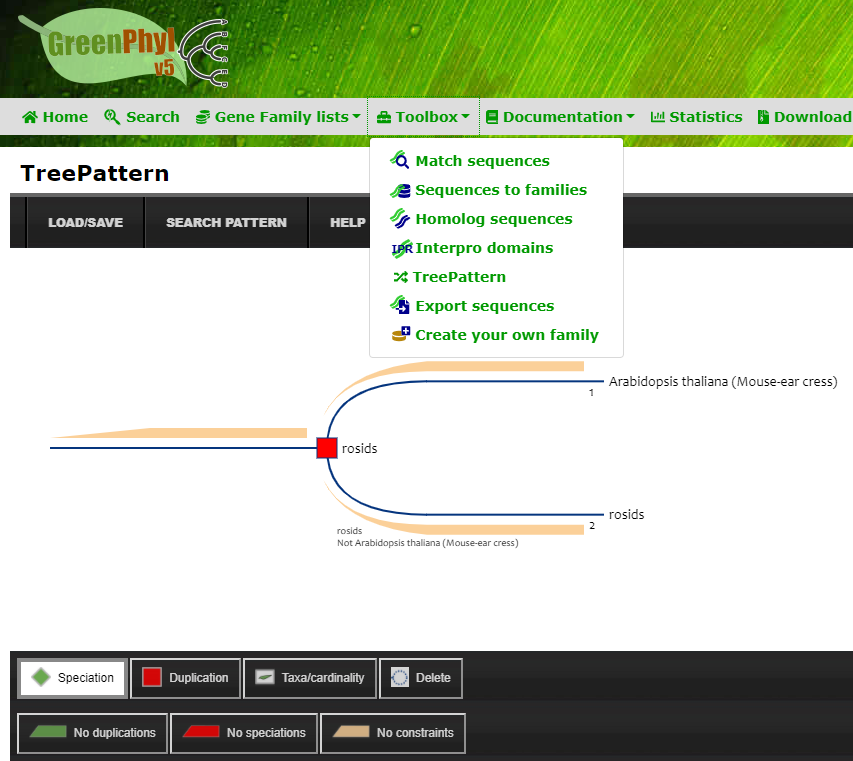 GreenPhyl
v5
Home Search Gene Family lists Toolbox Documentation Statistics Download
TreePattern
LOAD/SAVE SEARCH PATTERN HELP
Match sequences
Sequences to families
Homolog sequences
IPR Interpro domains
TreePattern
Export sequences
Create your own family
Arabidopsis thaliana (Mouse-ear cress)
1
rosids
rosids
2
rosids
Not Arabidopsis thaliana (Mouse-ear cress)
Speciation Duplication Taxa/cardinality Delete
No duplications No speciations No constraints